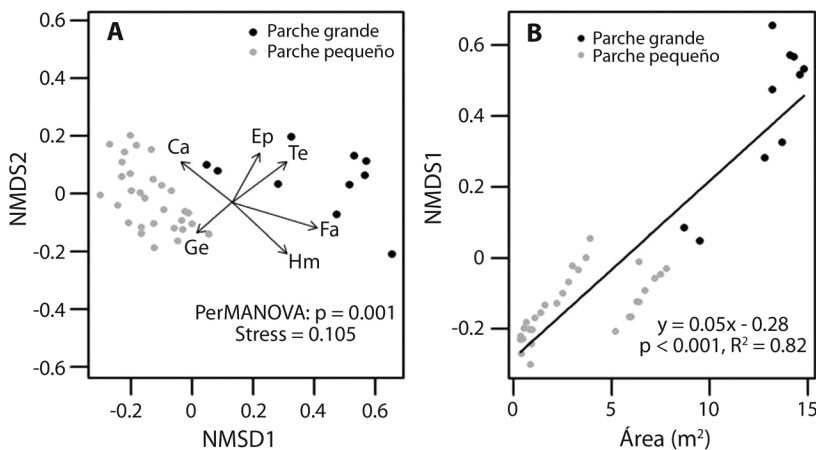 A
Parche grande
Parche pequeño
0.6
0.4
0.2
0
-0.2
-0.4
-0.6
NMDS2
Ca
Ep
Te
Ge
Fa
Hm
PerMANOVA: p = 0.001
Stress = 0.105
-0.2
0
0.2
0.4
0.6
NMSD1
B
Parche grande
Parche pequeño
0.6
0.4
0.2
0
-0.2
NMDS1
y = 0.05x - 0.28
p < 0.001, R² = 0.82
0
5
10
15
Área (m²)